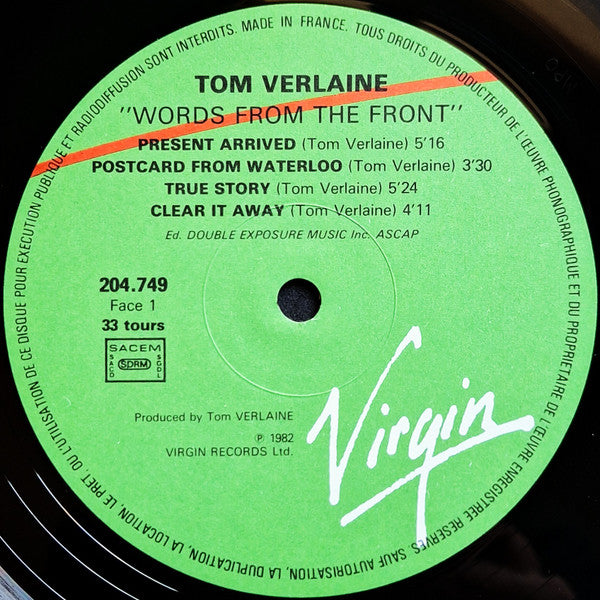 TOM VERLAINE
"WORDS FROM THE FRONT"
PRESENT ARRIVED (Tom Verlaine) 5'16
POSTCARD FROM WATERLOO (Tom Verlaine) 3'30
TRUE STORY (Tom Verlaine) 5'24
CLEAR IT AWAY (Tom Verlaine) 4'11
Ed. DOUBLE EXPOSURE MUSIC Inc. ASCAP
204.749
Face 1
33 tours
SACEM
SACD
SDRM
SGDL
Produced by Tom VERLAINE
℗ 1982
VIRGIN RECORDS Ltd.
Virgin
MADE IN FRANCE. TOUS DROITS DU PRODUCTEUR DE L'ŒUVRE PHONOGRAPHIQUE ET DU PROPRIETAIRE DE L'ŒUVRE ENREGISTREE RESERVES. SAUF AUTORISATION, LA DUPLICATION, LA LOCATION, LE PRET, OU L'UTILISATION DE CE DISQUE POUR EXECUTION PUBLIQUE ET RADIODIFFUSION SONT INTERDITS.